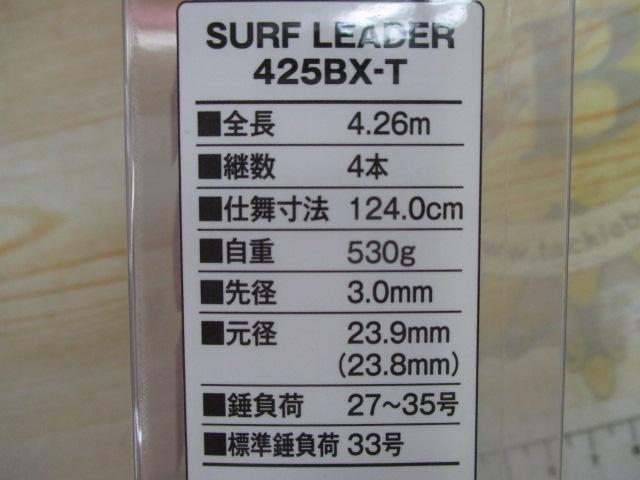 SURF LEADER
425BX-T
■全長 4.26m
■継数 4本
■仕舞寸法 124.0cm
■自重 530g
■先径 3.0mm
■元径 23.9mm
(23.8mm)
■錘負荷 27~35号
■標準錘負荷 33号